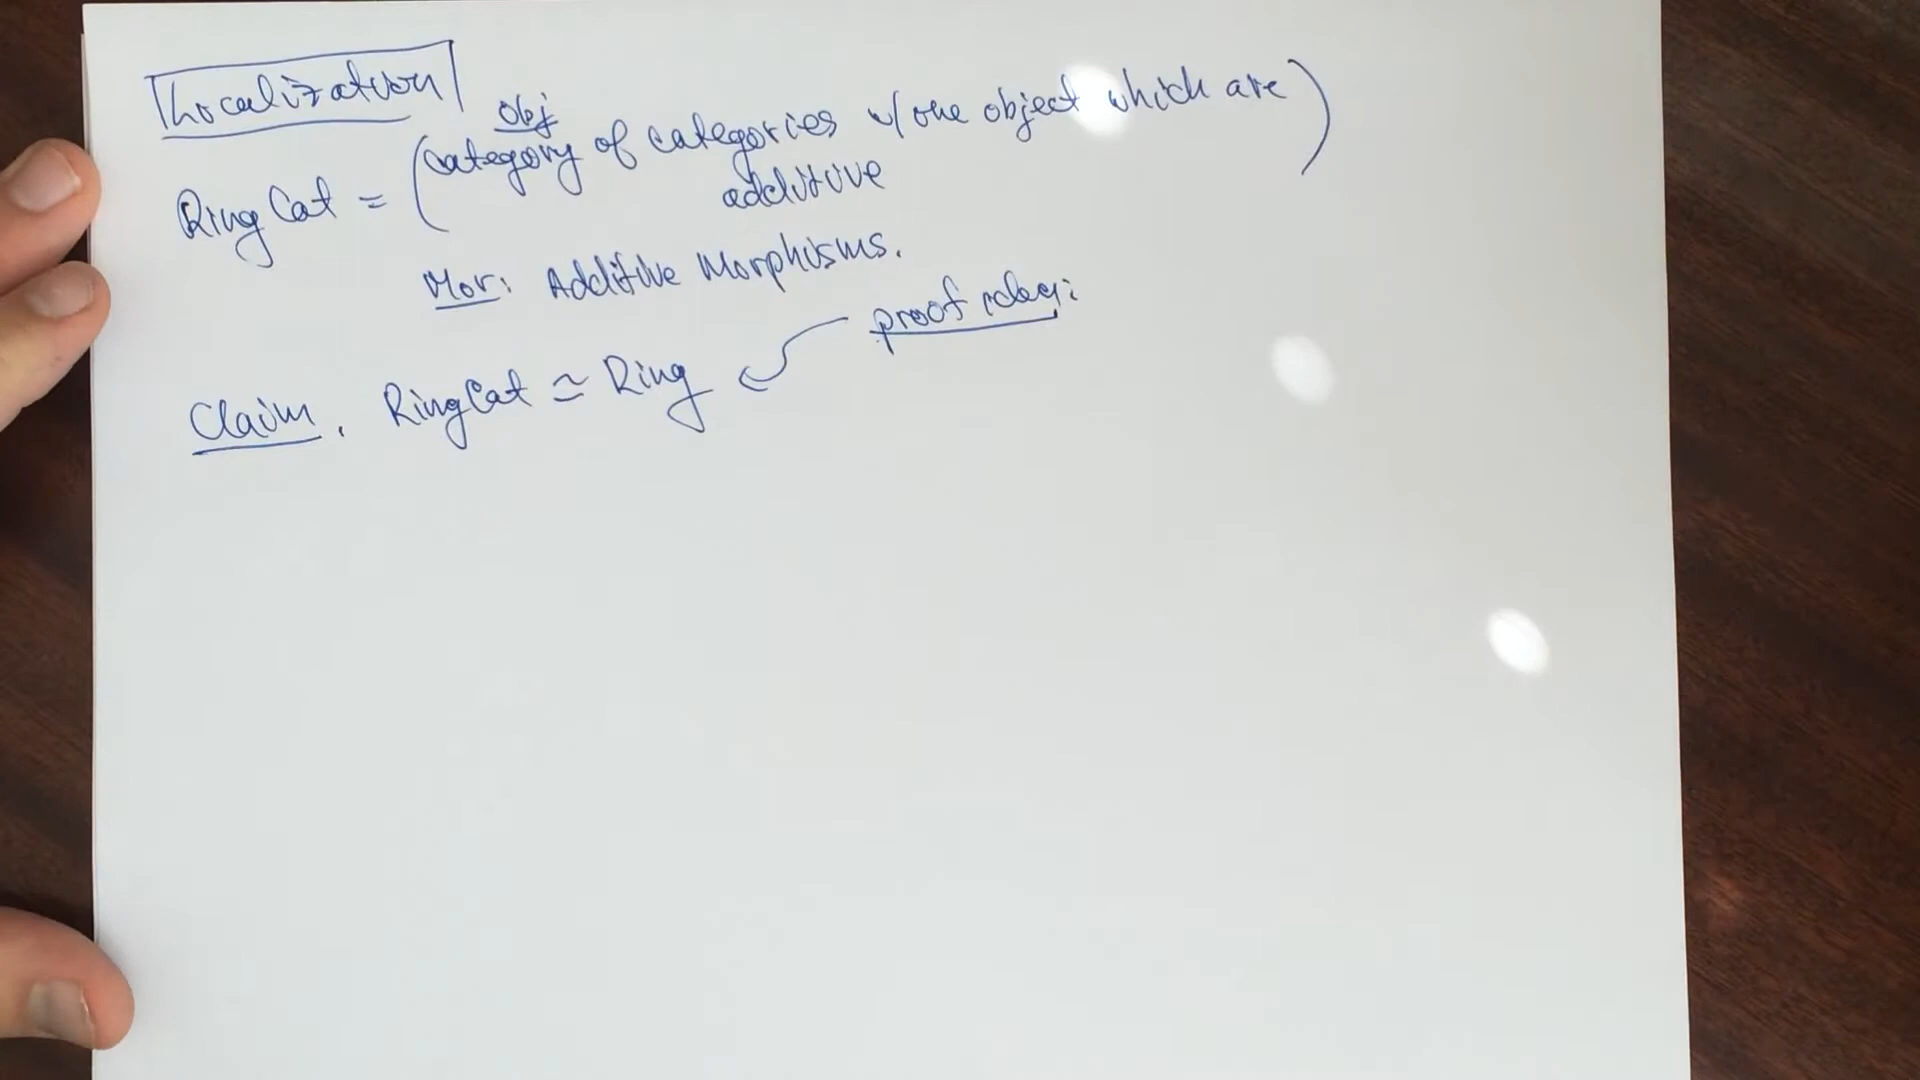 Localization
Obj
RingCat = (category of categories w/ one object which are)
additive
Mor: Additive Morphisms.
proof idea:
Claim. RingCat ≃ Ring